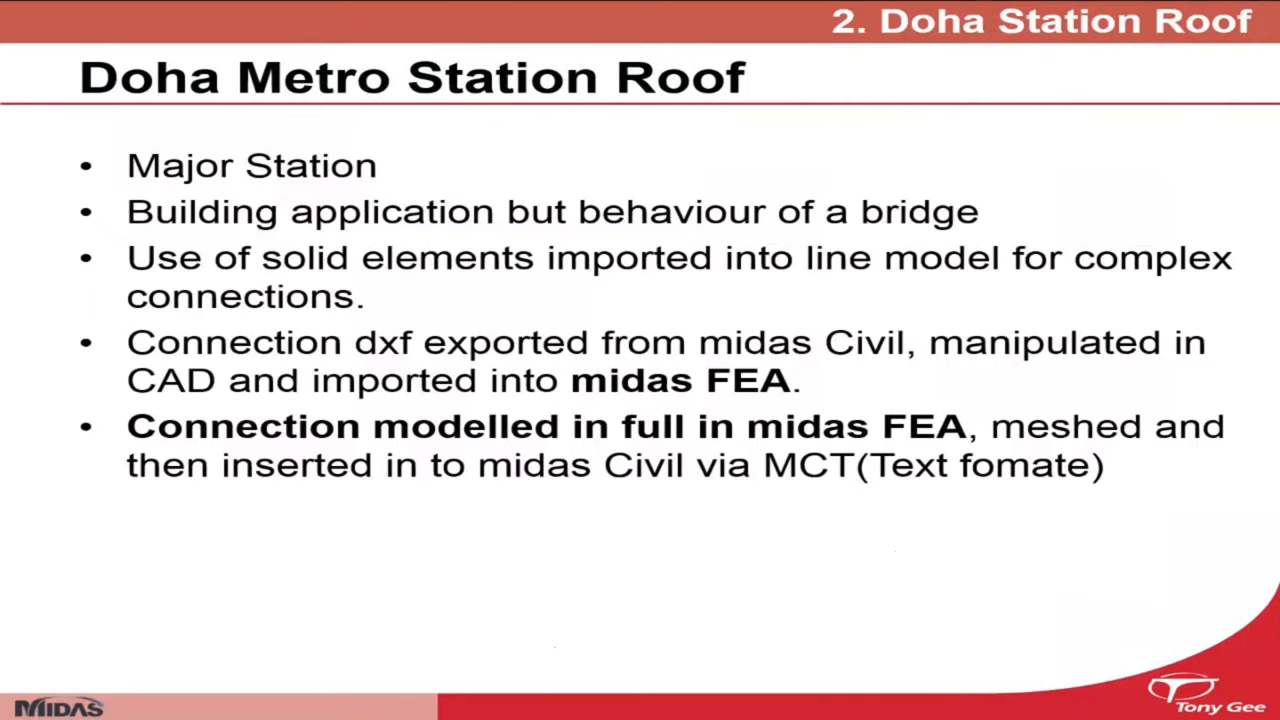 2. Doha Station Roof
Doha Metro Station Roof
• Major Station
• Building application but behaviour of a bridge
• Use of solid elements imported into line model for complex
connections.
• Connection dxf exported from midas Civil, manipulated in
CAD and imported into midas FEA.
• Connection modelled in full in midas FEA, meshed and
then inserted in to midas Civil via MCT(Text fomate)
MIDAS
Tony Gee